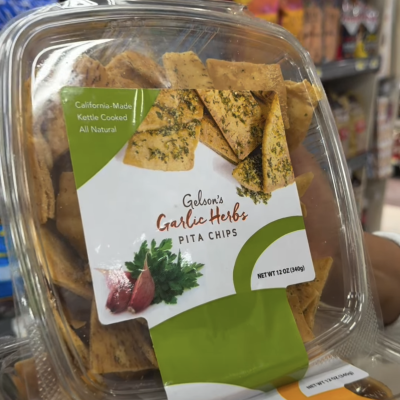 California-Made
Kettle Cooked
All Natural
Gelson's
Garlic Herbs
PITA CHIPS
NET WT 12 OZ (340g)